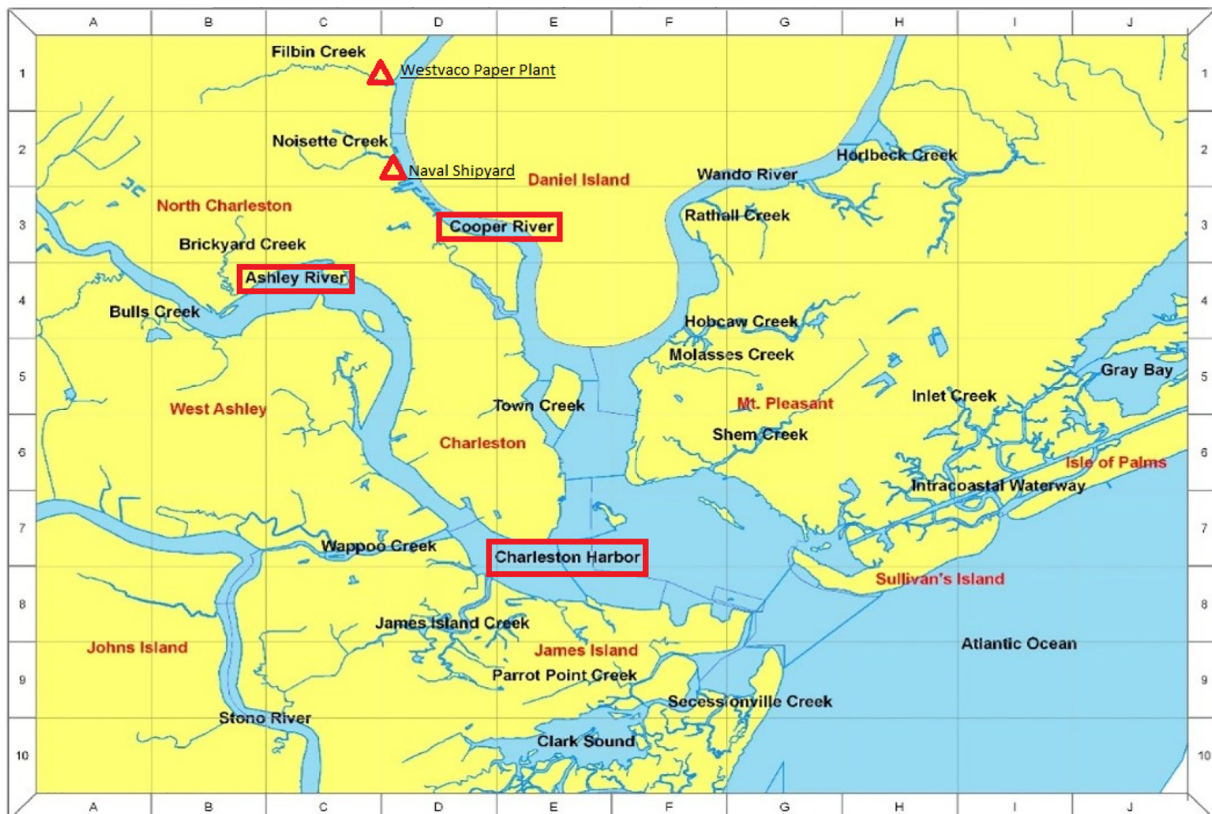 A B C D E F G H I J
Filbin Creek
1 Westvaco Paper Plant 1
Noisette Creek
2 Horlbeck Creek 2
Naval Shipyard
Daniel Island
Wando River
North Charleston
Rathall Creek
3 Cooper River 3
Brickyard Creek
Ashley River
4 Bulls Creek 4
Hobcaw Creek
Molasses Creek
5 Gray Bay 5
Inlet Creek
West Ashley
Town Creek
Mt. Pleasant
Charleston
Shem Creek
6 6
Isle of Palms
Intracoastal Waterway
7 Wappoo Creek 7
Charleston Harbor
Sullivan's Island
8 8
James Island Creek
Johns Island
James Island
Atlantic Ocean
9 Parrot Point Creek 9
Secessionville Creek
Stono River
Clark Sound
10 10
A B C D E F G H I J